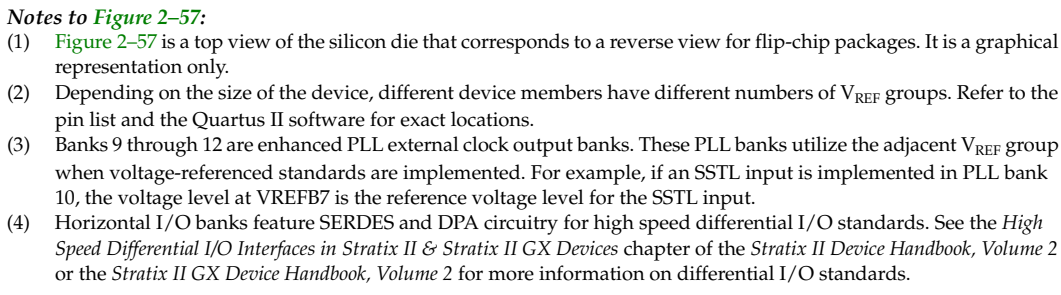 Notes to Figure 2–57:
(1) Figure 2–57 is a top view of the silicon die that corresponds to a reverse view for flip-chip packages. It is a graphical
representation only.
(2) Depending on the size of the device, different device members have different numbers of VREF groups. Refer to the
pin list and the Quartus II software for exact locations.
(3) Banks 9 through 12 are enhanced PLL external clock output banks. These PLL banks utilize the adjacent VREF group
when voltage-referenced standards are implemented. For example, if an SSTL input is implemented in PLL bank
10, the voltage level at VREFB7 is the reference voltage level for the SSTL input.
(4) Horizontal I/O banks feature SERDES and DPA circuitry for high speed differential I/O standards. See the High
Speed Differential I/O Interfaces in Stratix II & Stratix II GX Devices chapter of the Stratix II Device Handbook, Volume 2
or the Stratix II GX Device Handbook, Volume 2 for more information on differential I/O standards.